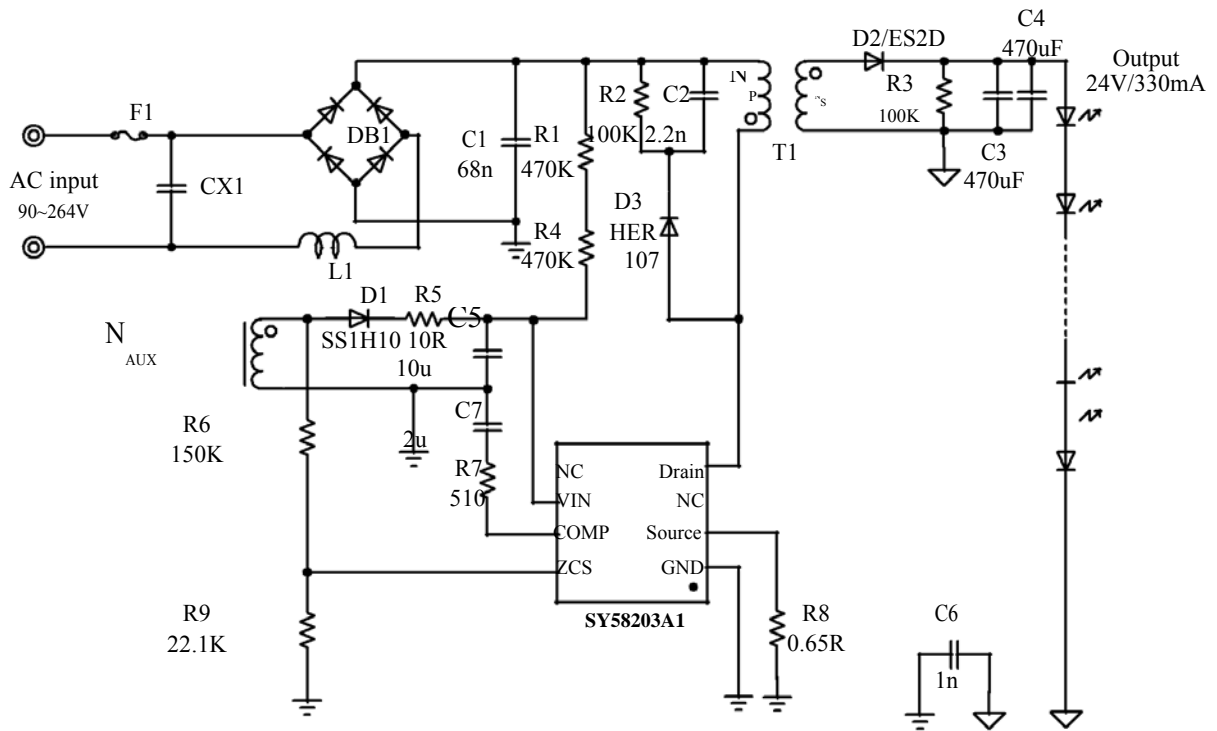 C4
470uF
D2/ES2D
Output
24V/330mA
R3
100K
N
P
NS
R2
C2
100K 2.2n
T1
C3
470uF
F1
DB1
C1
68n
R1
470K
AC input
90~264V
CX1
L1
R4
470K
D3
HER
107
D1
R5
C5
SS1H10 10R
10u
N
AUX
C7
2u
R6
150K
R7
510
NC
VIN
COMP
ZCS
Drain
NC
Source
GND
SY58203A1
R9
22.1K
R8
0.65R
C6
1n